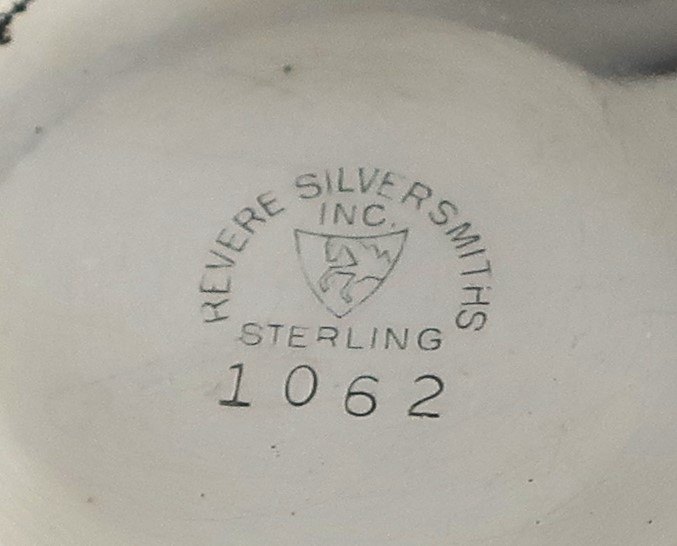 REVERE SILVERSMITHS
INC.
STERLING
1062